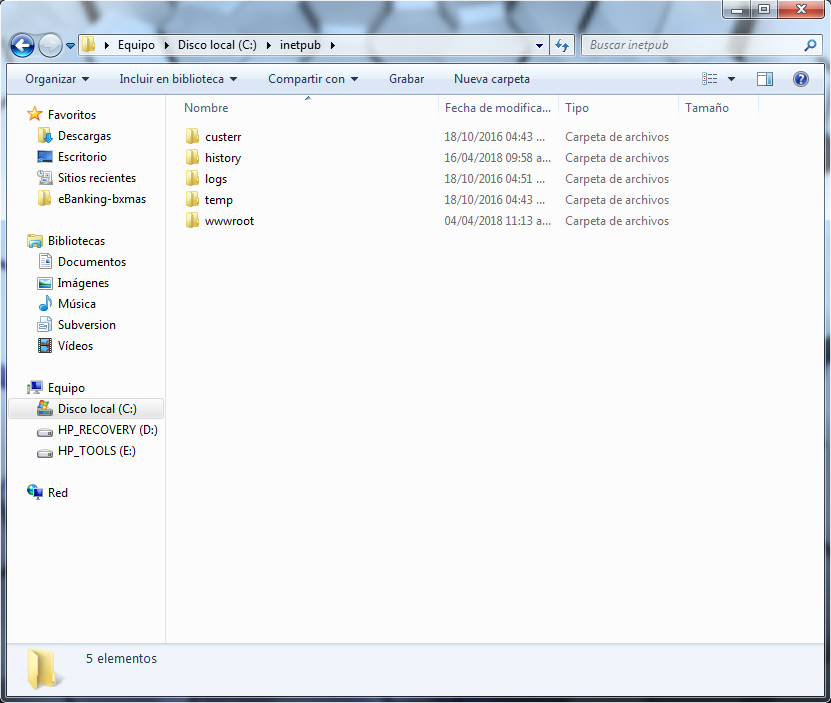 Equipo Disco local (C:) inetpub Buscar inetpub
Organizar Incluir en biblioteca Compartir con Grabar Nueva carpeta
Nombre Fecha de modifica... Tipo Tamaño
Favoritos
Descargas
Escritorio
Sitios recientes
eBanking-bxmas
Bibliotecas
Documentos
Imágenes
Música
Subversion
Vídeos
Equipo
Disco local (C:)
HP_RECOVERY (D:)
HP_TOOLS (E:)
Red
custerr 18/10/2016 04:43 ... Carpeta de archivos
history 16/04/2018 09:58 a... Carpeta de archivos
logs 18/10/2016 04:51 ... Carpeta de archivos
temp 18/10/2016 04:43 ... Carpeta de archivos
wwwroot 04/04/2018 11:13 a... Carpeta de archivos
5 elementos